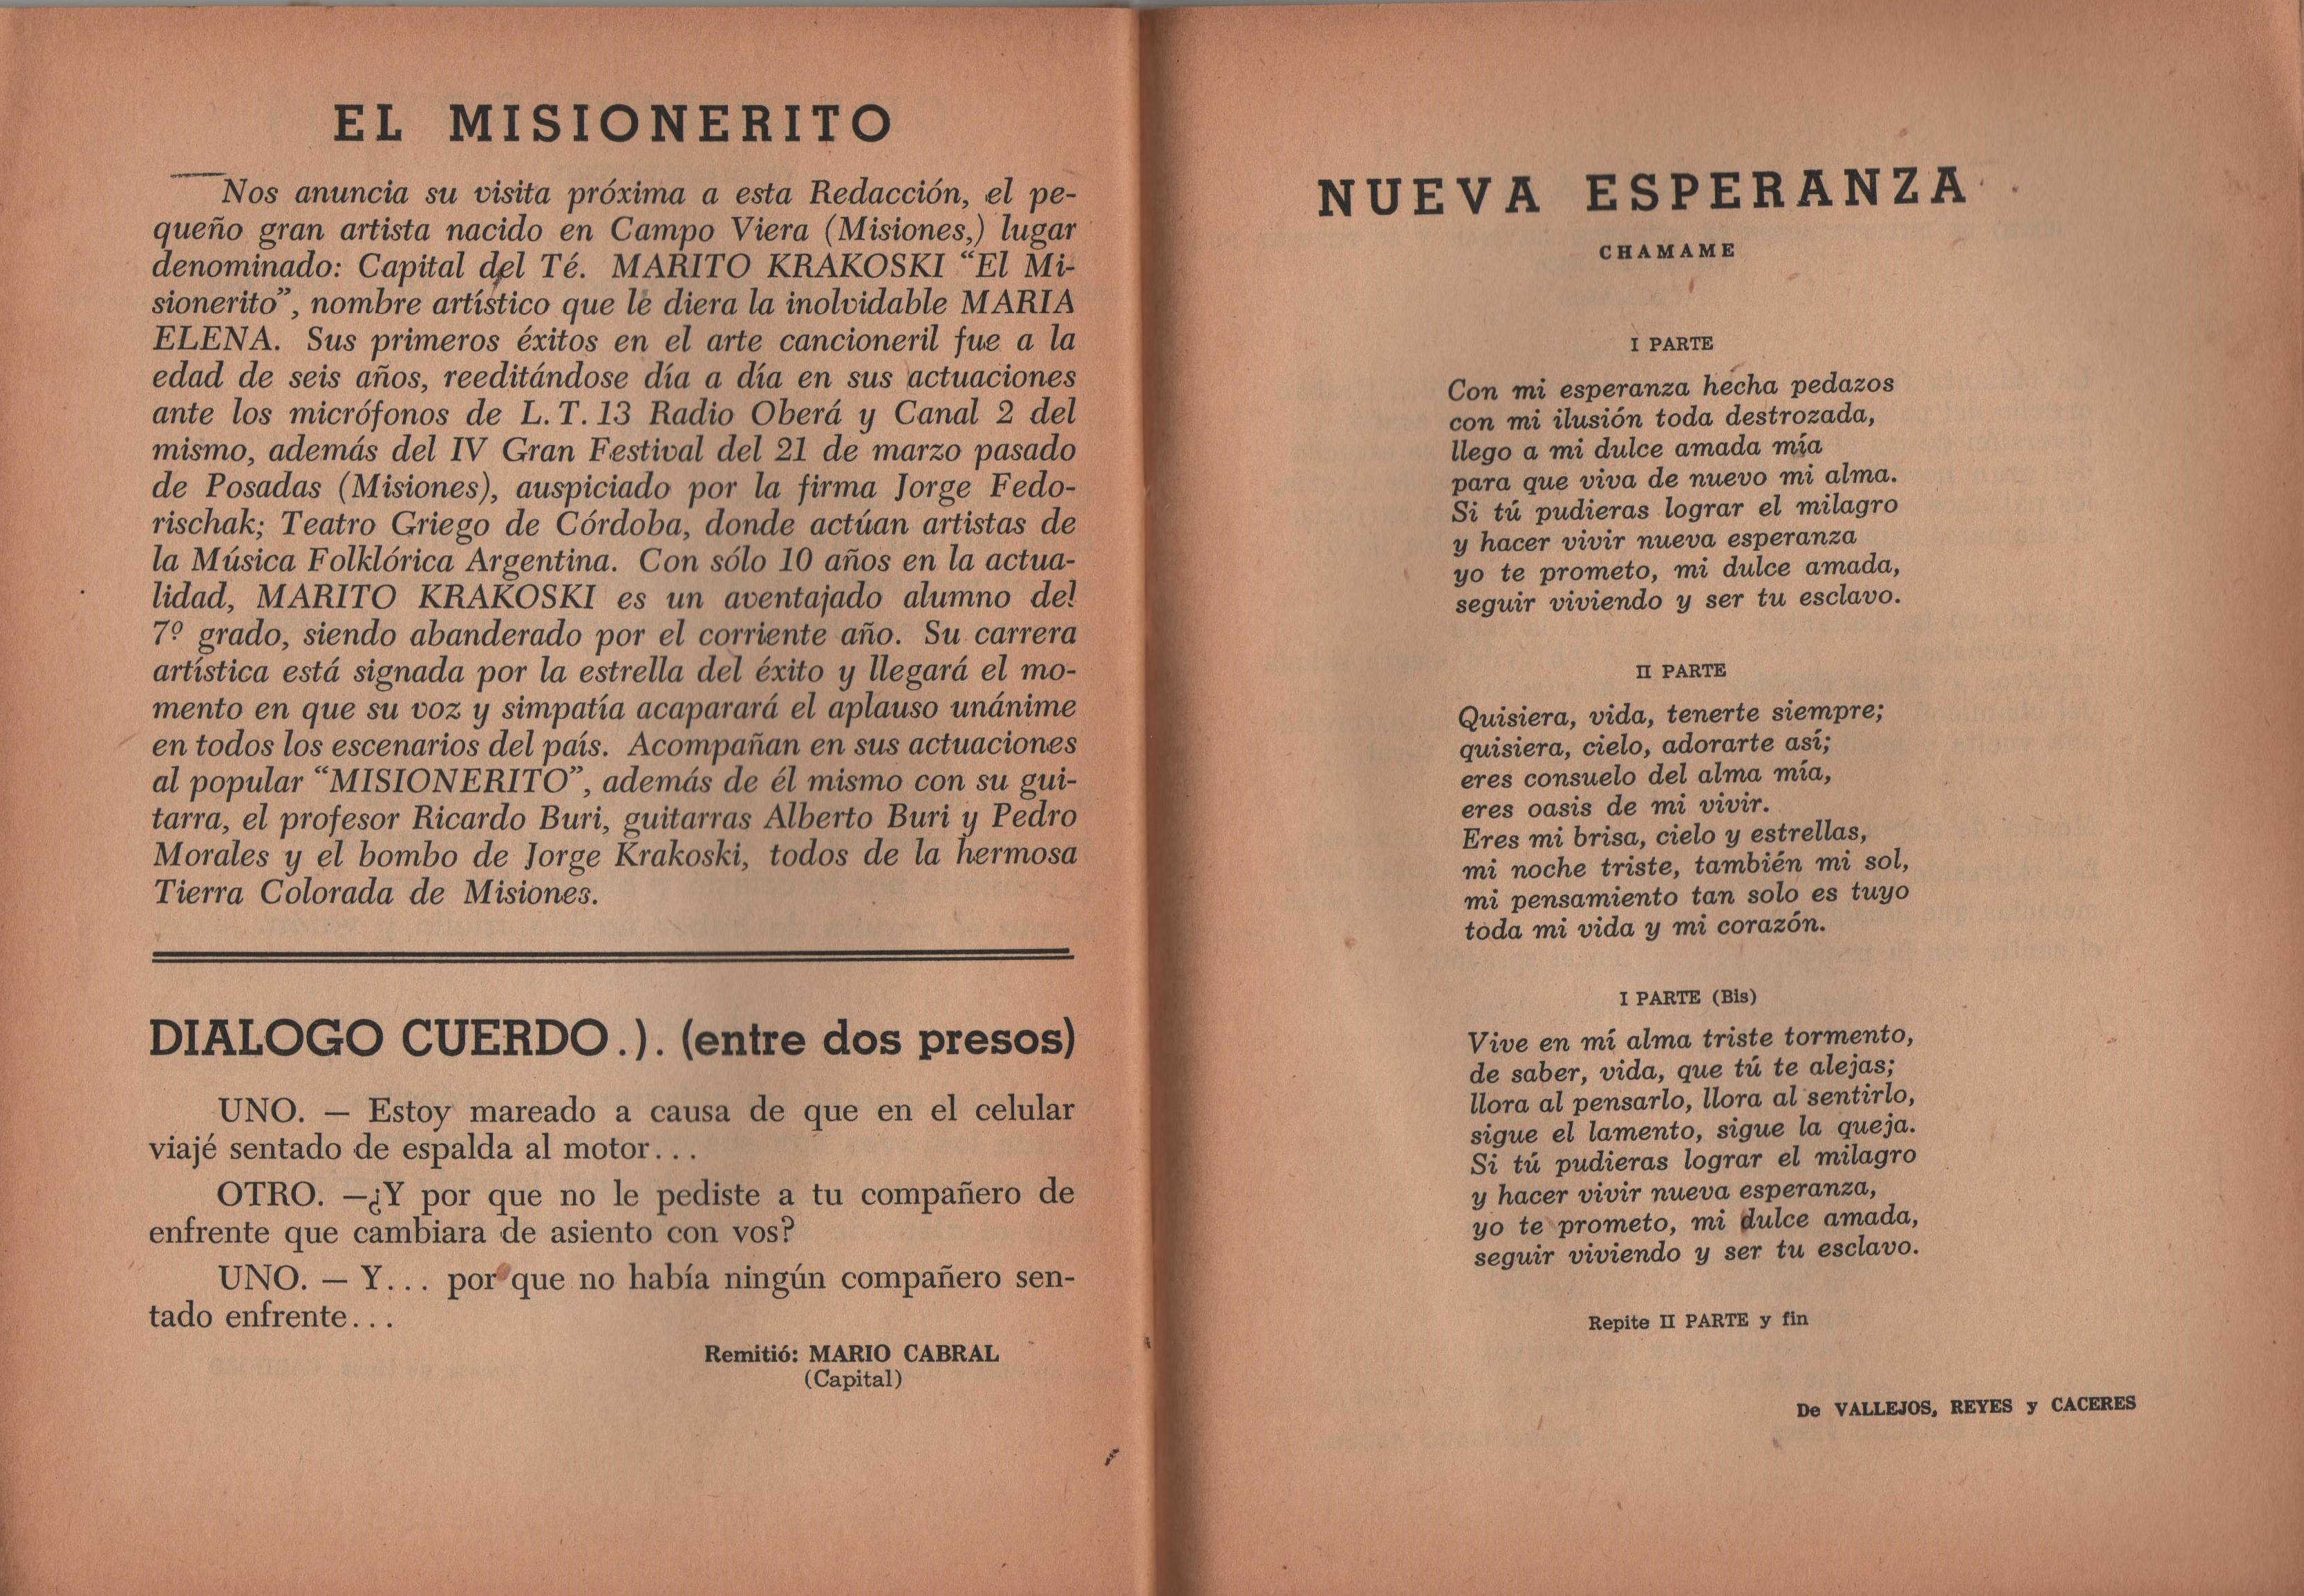 EL MISIONERITO
Nos anuncia su visita próxima a esta Redacción, el pe-
queño gran artista nacido en Campo Viera (Misiones,) lugar
denominado: Capital del Té. MARITO KRAKOSKI “El Mi-
sionerito”, nombre artístico que le diera la inolvidable MARIA
ELENA. Sus primeros éxitos en el arte cancioneril fue a la
edad de seis años, reeditándose día a día en sus actuaciones
ante los micrófonos de L. T. 13 Radio Oberá y Canal 2 del
mismo, además del IV Gran Festival del 21 de marzo pasado
de Posadas (Misiones), auspiciado por la firma Jorge Fedo-
rischak; Teatro Griego de Córdoba, donde actúan artistas de
la Música Folklórica Argentina. Con sólo 10 años en la actua-
lidad, MARITO KRAKOSKI es un aventajado alumno del
7º grado, siendo abanderado por el corriente año. Su carrera
artística está signada por la estrella del éxito y llegará el mo-
mento en que su voz y simpatía acaparará el aplauso unánime
en todos los escenarios del país. Acompañan en sus actuaciones
al popular “MISIONERITO”, además de él mismo con su gui-
tarra, el profesor Ricardo Buri, guitarras Alberto Buri y Pedro
Morales y el bombo de Jorge Krakoski, todos de la hermosa
Tierra Colorada de Misiones.
DIALOGO CUERDO.). (entre dos presos)
UNO. — Estoy mareado a causa de que en el celular
viajé sentado de espalda al motor...
OTRO. —¿Y por que no le pediste a tu compañero de
enfrente que cambiara de asiento con vos?
UNO. — Y... por que no había ningún compañero sen-
tado enfrente...
Remitió: MARIO CABRAL
(Capital)
NUEVA ESPERANZA
CHAMAME
I PARTE
Con mi esperanza hecha pedazos
con mi ilusión toda destrozada,
llego a mi dulce amada mía
para que viva de nuevo mi alma.
Si tú pudieras lograr el milagro
y hacer vivir nueva esperanza
yo te prometo, mi dulce amada,
seguir viviendo y ser tu esclavo.
II PARTE
Quisiera, vida, tenerte siempre;
quisiera, cielo, adorarte así;
eres consuelo del alma mía,
eres oasis de mi vivir.
Eres mi brisa, cielo y estrellas,
mi noche triste, también mi sol,
mi pensamiento tan solo es tuyo
toda mi vida y mi corazón.
I PARTE (Bis)
Vive en mí alma triste tormento,
de saber, vida, que tú te alejas;
llora al pensarlo, llora al sentirlo,
sigue el lamento, sigue la queja.
Si tú pudieras lograr el milagro
y hacer vivir nueva esperanza,
yo te prometo, mi dulce amada,
seguir viviendo y ser tu esclavo.
Repite II PARTE y fin
De VALLEJOS, REYES y CACERES